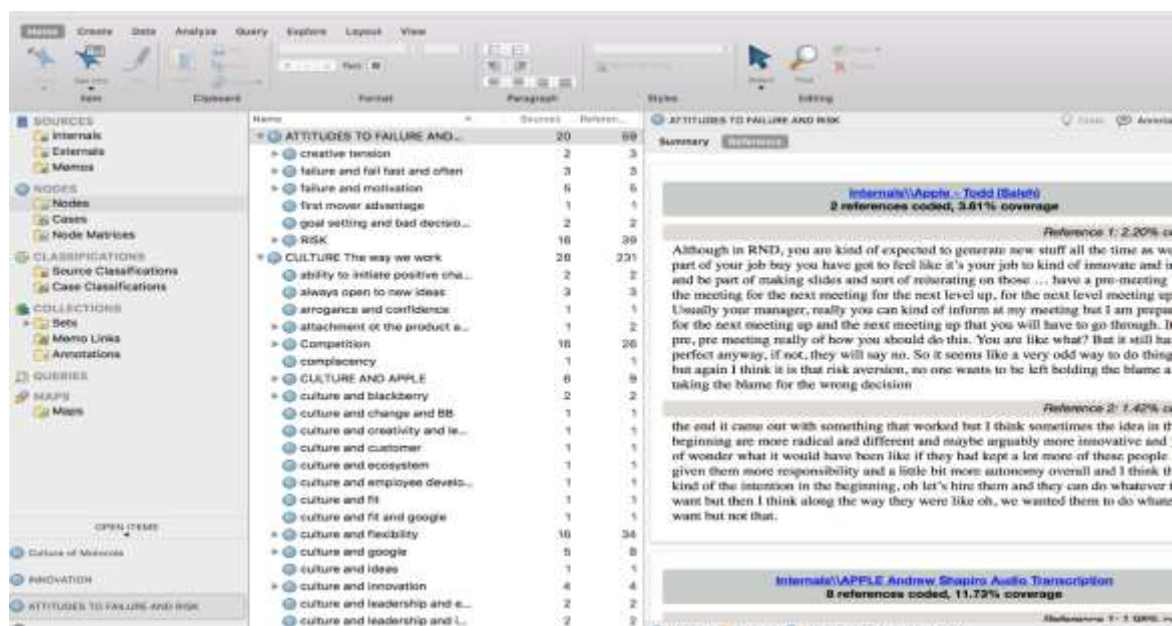 Home Create Data Analyze Query Explore Layout View
Item Clipboard Format Paragraph Styles Editing
SOURCES
Internals
Externals
Memos
NODES
Nodes
Cases
Node Matrices
CLASSIFICATIONS
Source Classifications
Case Classifications
COLLECTIONS
Sets
Memo Links
Annotations
QUERIES
MAPS
Maps
OPEN ITEMS
Culture of Motorola
INNOVATION
ATTITUDES TO FAILURE AND RISK
Name Sources Referen...
ATTITUDES TO FAILURE AND... 20 59
creative tension 2 3
failure and fail fast and often 3 3
failure and motivation 5 5
first mover advantage 1 1
goal setting and bad decisio... 2 2
RISK 16 39
CULTURE The way we work 28 231
ability to initiate positive cha... 2 2
always open to new ideas 3 3
arrogance and confidence 1 1
attachment ot the product a... 1 2
Competition 16 26
complacency 1 1
CULTURE AND APPLE 6 9
culture and blackberry 2 2
culture and change and BB 1 1
culture and creativity and le... 1 1
culture and customer 1 1
culture and ecosystem 1 1
culture and employee develo... 1 1
culture and fit 1 1
culture and fit and google 1 1
culture and flexibility 16 34
culture and google 5 8
culture and ideas 1 1
culture and innovation 4 4
culture and leadership and e... 2 2
culture and leadership and i... 2 2
ATTITUDES TO FAILURE AND RISK Code Annota
Summary Reference
Internals\\Apple - Todd (Saleh)
2 references coded, 3.61% coverage
Reference 1: 2.20% co
Although in RND, you are kind of expected to generate new stuff all the time as we
part of your job buy you have got to feel like it's your job to kind of innovate and in
and be part of making slides and sort of reiterating on those ... have a pre-meeting
the meeting for the next meeting for the next level up, for the next level meeting up
Usually your manager, really you can kind of inform at my meeting but I am prepa
for the next meeting up and the next meeting up that you will have to go through. In
pre, pre meeting really of how you should do this. You are like what? But it still has
perfect anyway, if not, they will say no. So it seems like a very odd way to do thing
but again I think it is that risk aversion, no one wants to be left holding the blame a
taking the blame for the wrong decision
Reference 2: 1.42% co
the end it came out with something that worked but I think sometimes the idea in th
beginning are more radical and different and maybe arguably more innovative and
of wonder what it would have been like if they had kept a lot more of these people
given them more responsibility and a little bit more autonomy overall and I think th
kind of the intention in the beginning, oh let's hire them and they can do whatever t
want but then I think along the way they were like oh, we wanted them to do whate
want but not that.
Internals\\APPLE Andrew Shapiro Audio Transcription
8 references coded, 11.73% coverage